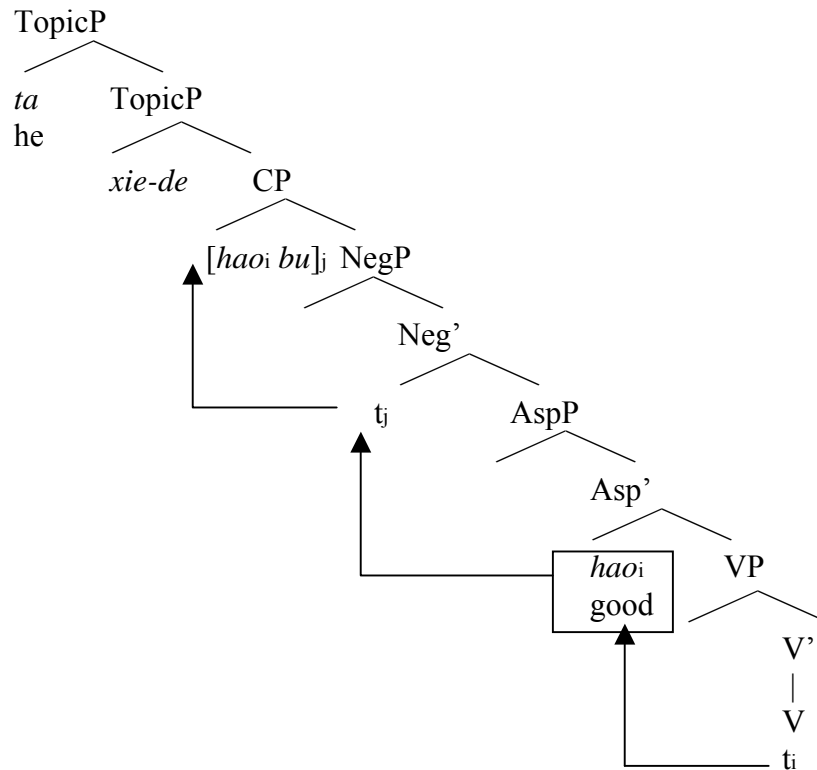 TopicP
ta TopicP
he
xie-de CP
[haoi bu]j NegP
Neg’
tj AspP
Asp’
haoi VP
good
V’
V
ti